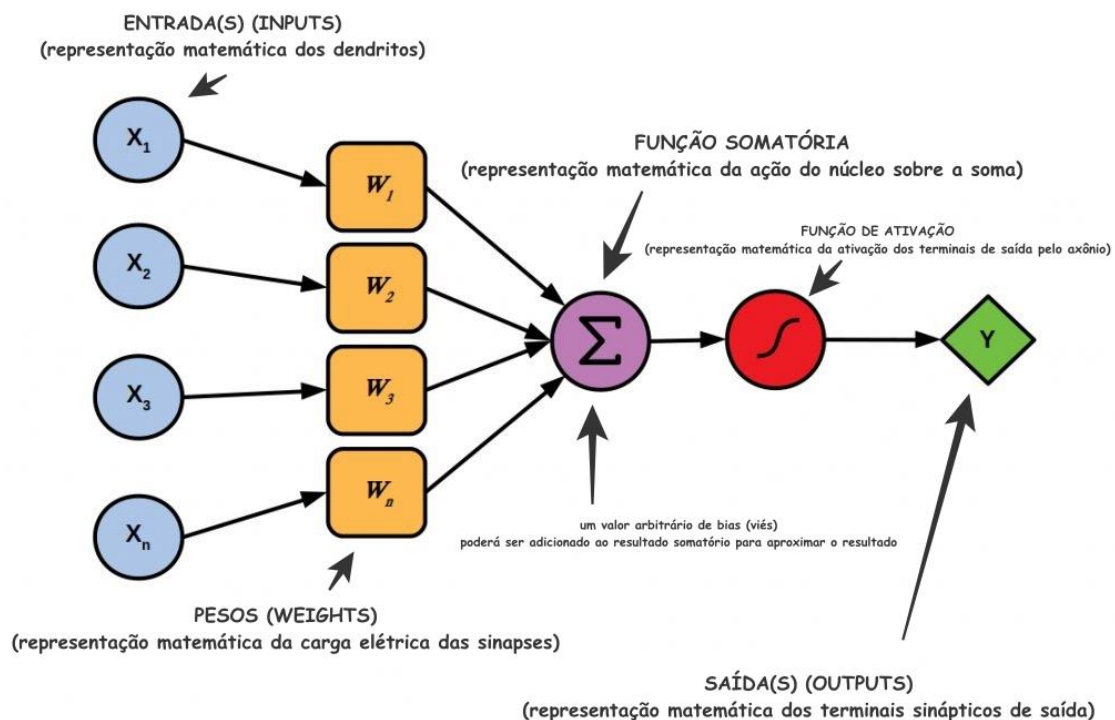 ENTRADA(S) (INPUTS)
(representação matemática dos dendritos)
X1
X2
X3
Xn
W1
W2
W3
Wn
PESOS (WEIGHTS)
(representação matemática da carga elétrica das sinapses)
FUNÇÃO SOMATÓRIA
(representação matemática da ação do núcleo sobre a soma)
Σ
um valor arbitrário de bias (viés)
poderá ser adicionado ao resultado somatório para aproximar o resultado
FUNÇÃO DE ATIVAÇÃO
(representação matemática da ativação dos terminais de saída pelo axônio)
Y
SAÍDA(S) (OUTPUTS)
(representação matemática dos terminais sinápticos de saída)